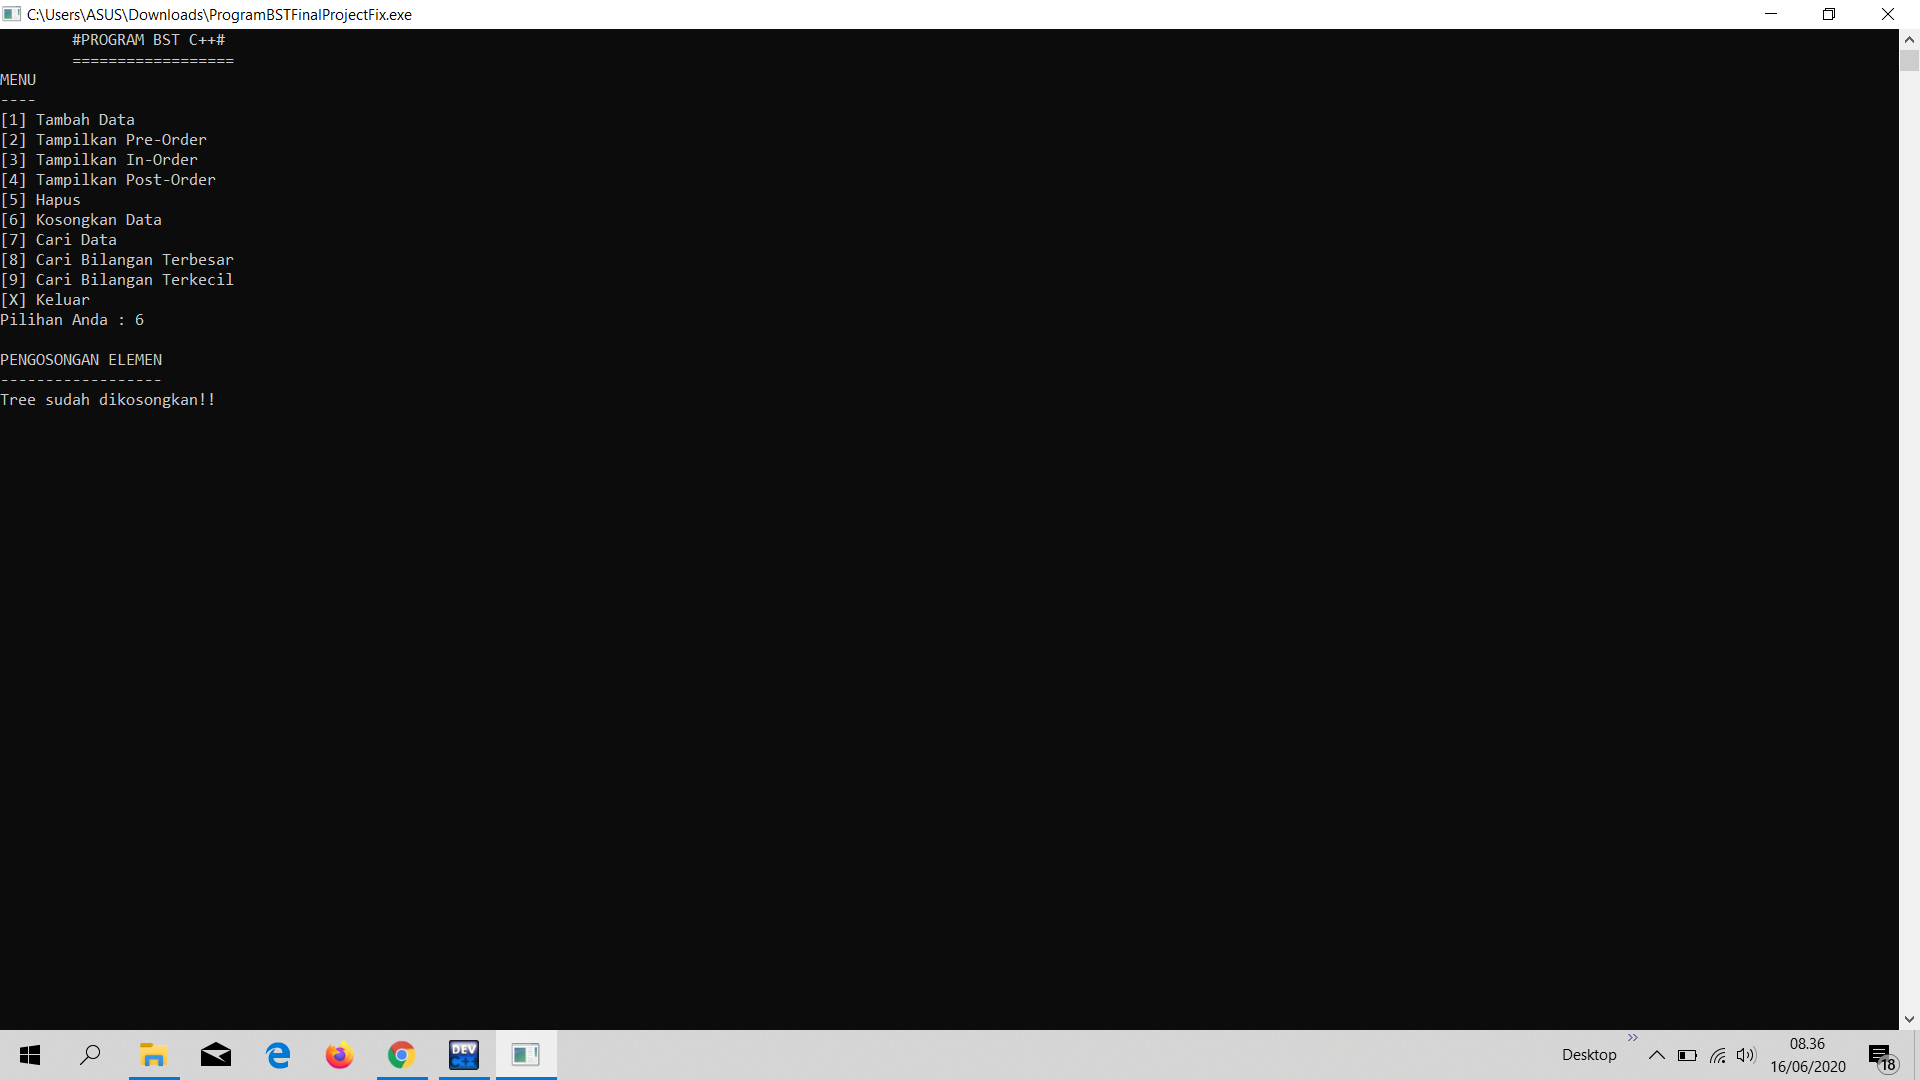 C:\Users\ASUS\Downloads\ProgramBSTFinalProjectFix.exe
#PROGRAM BST C++#
==================
MENU
----
[1] Tambah Data
[2] Tampilkan Pre-Order
[3] Tampilkan In-Order
[4] Tampilkan Post-Order
[5] Hapus
[6] Kosongkan Data
[7] Cari Data
[8] Cari Bilangan Terbesar
[9] Cari Bilangan Terkecil
[X] Keluar
Pilihan Anda : 6
PENGOSONGAN ELEMEN
------------------
Tree sudah dikosongkan!!
DEV
C++
Desktop
»
08.36
16/06/2020
18